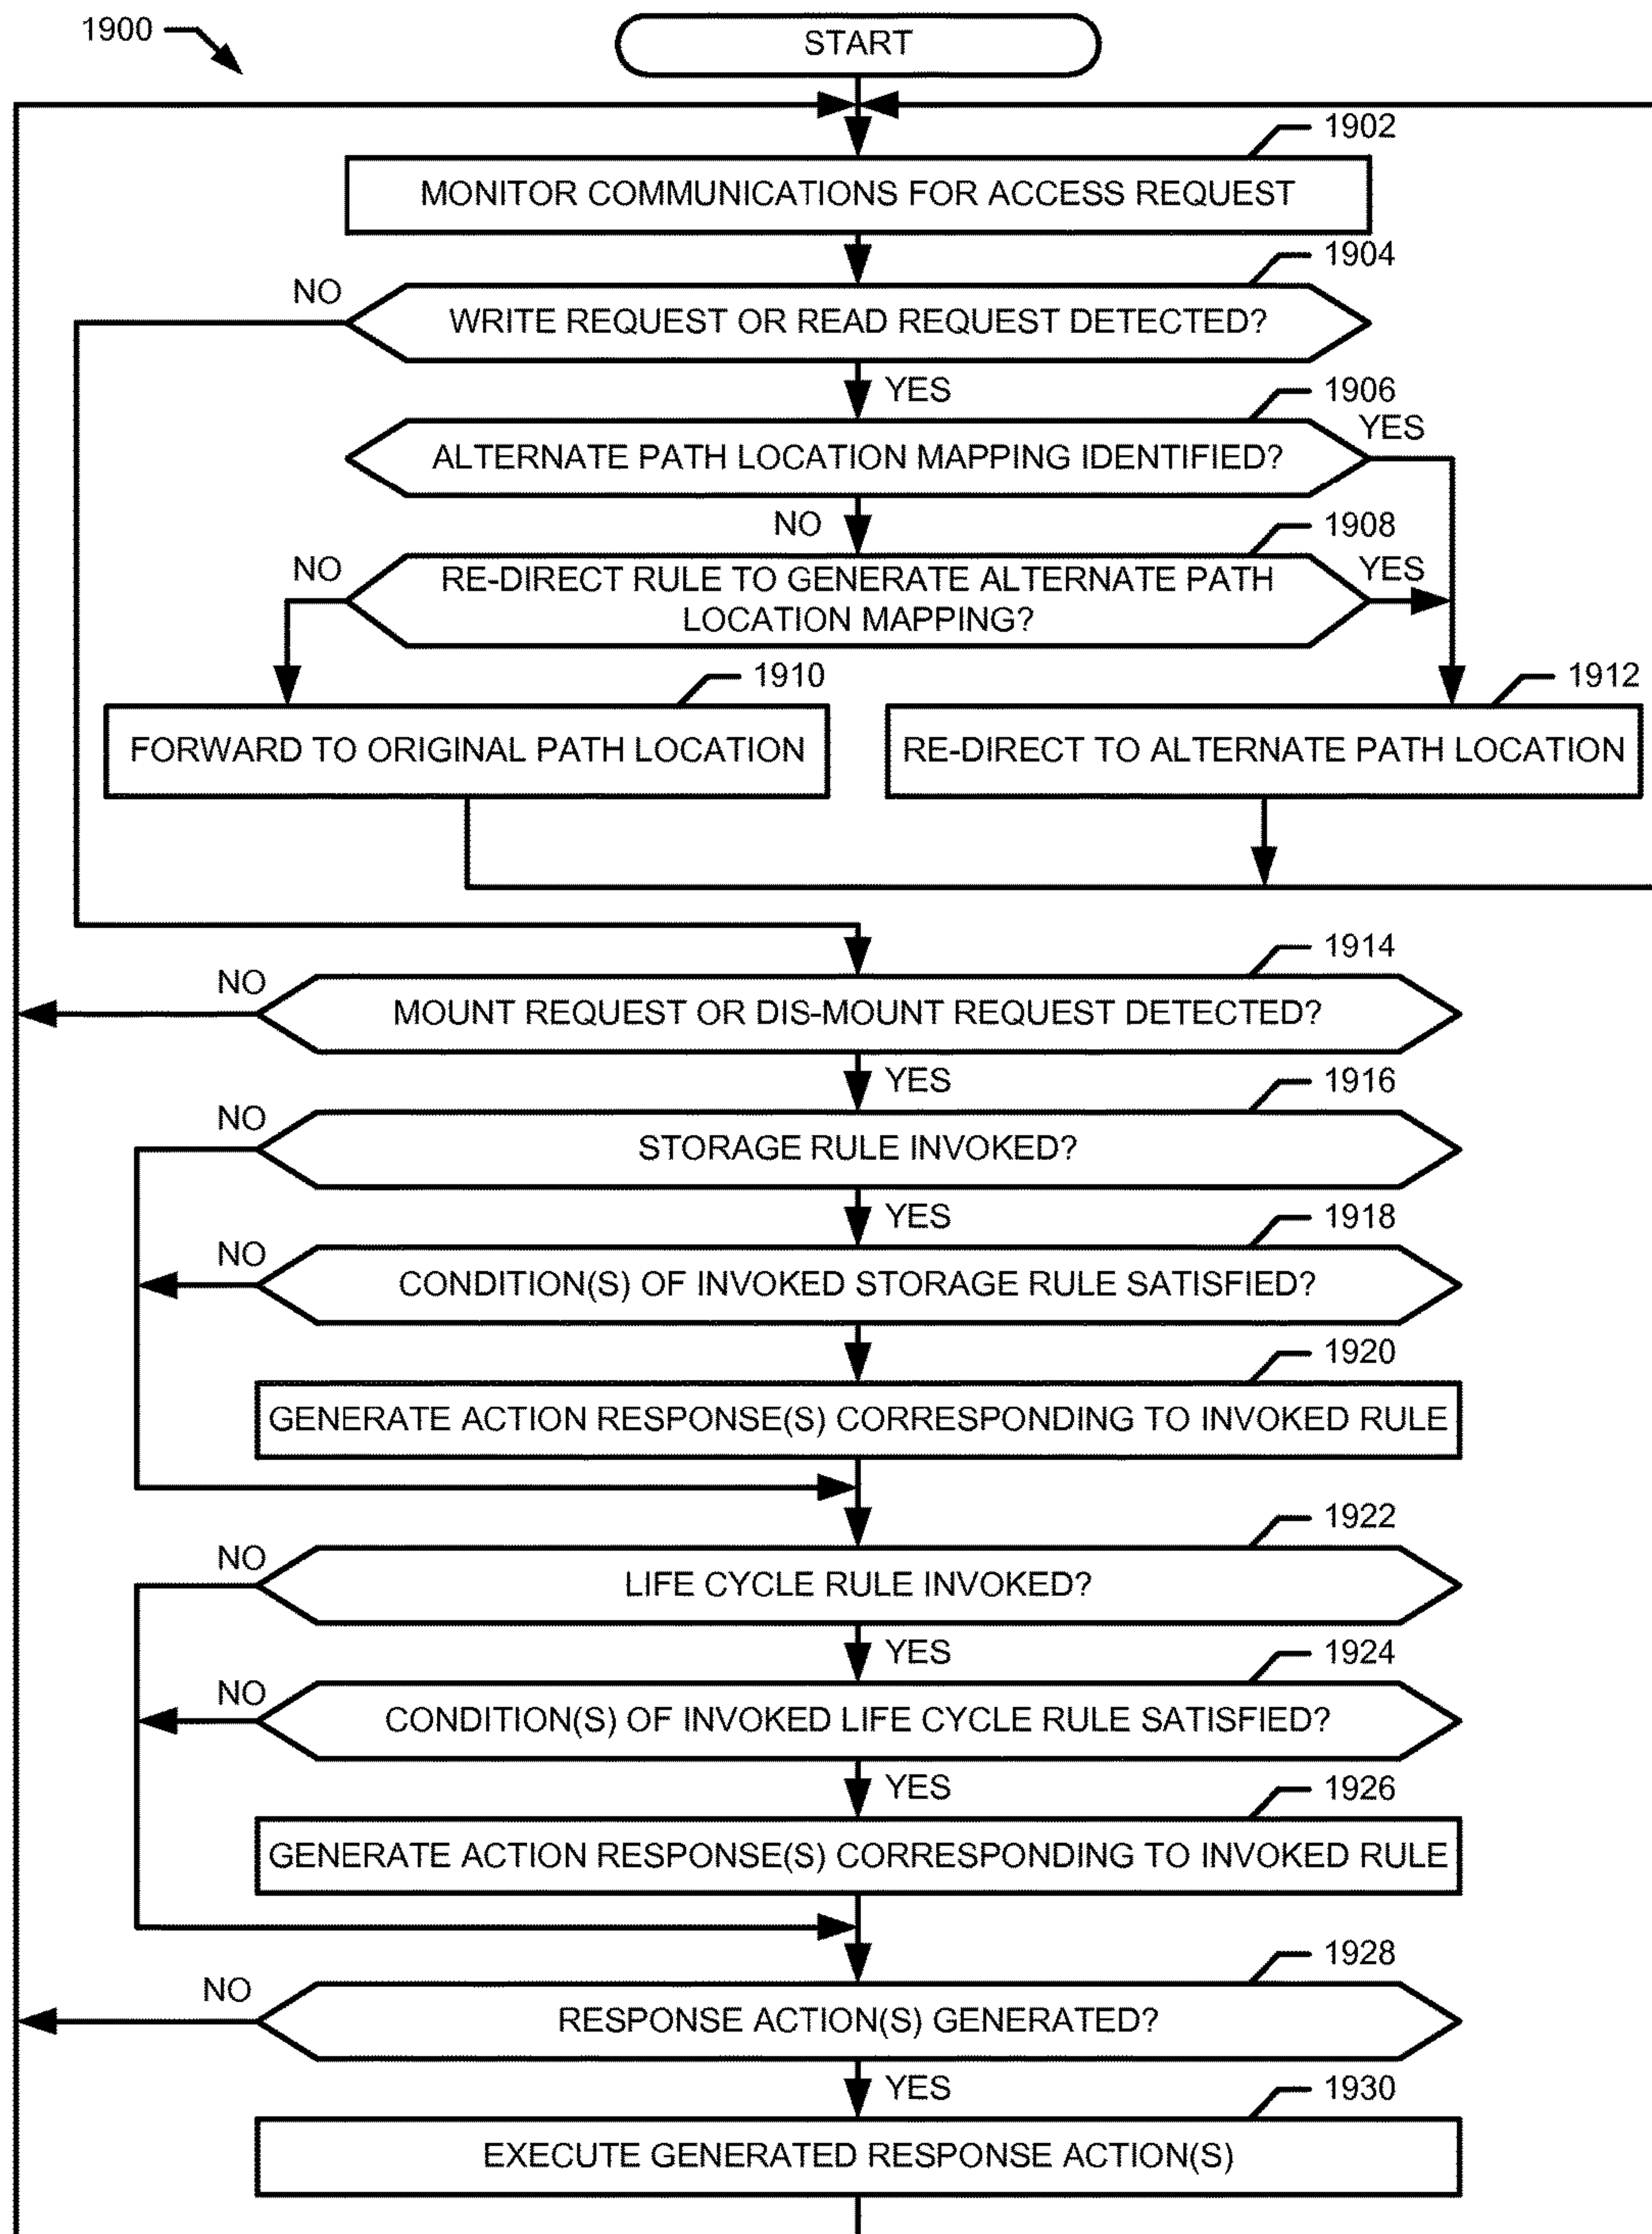 1900
START
1902
MONITOR COMMUNICATIONS FOR ACCESS REQUEST
1904
NO
WRITE REQUEST OR READ REQUEST DETECTED?
YES
1906
YES
ALTERNATE PATH LOCATION MAPPING IDENTIFIED?
NO
1908
NO
YES
RE-DIRECT RULE TO GENERATE ALTERNATE PATH
LOCATION MAPPING?
1910
1912
FORWARD TO ORIGINAL PATH LOCATION
RE-DIRECT TO ALTERNATE PATH LOCATION
1914
NO
MOUNT REQUEST OR DIS-MOUNT REQUEST DETECTED?
YES
1916
NO
STORAGE RULE INVOKED?
YES
1918
NO
CONDITION(S) OF INVOKED STORAGE RULE SATISFIED?
1920
GENERATE ACTION RESPONSE(S) CORRESPONDING TO INVOKED RULE
1922
NO
LIFE CYCLE RULE INVOKED?
YES
1924
NO
CONDITION(S) OF INVOKED LIFE CYCLE RULE SATISFIED?
YES
1926
GENERATE ACTION RESPONSE(S) CORRESPONDING TO INVOKED RULE
1928
NO
RESPONSE ACTION(S) GENERATED?
YES
1930
EXECUTE GENERATED RESPONSE ACTION(S)